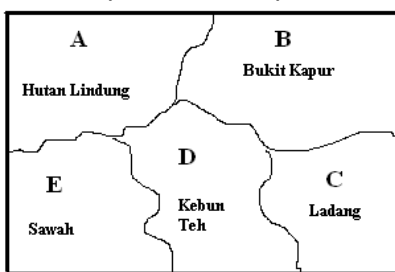 A
Hutan Lindung
B
Bukit Kapur
D
Kebun
Teh
E
Sawah
C
Ladang